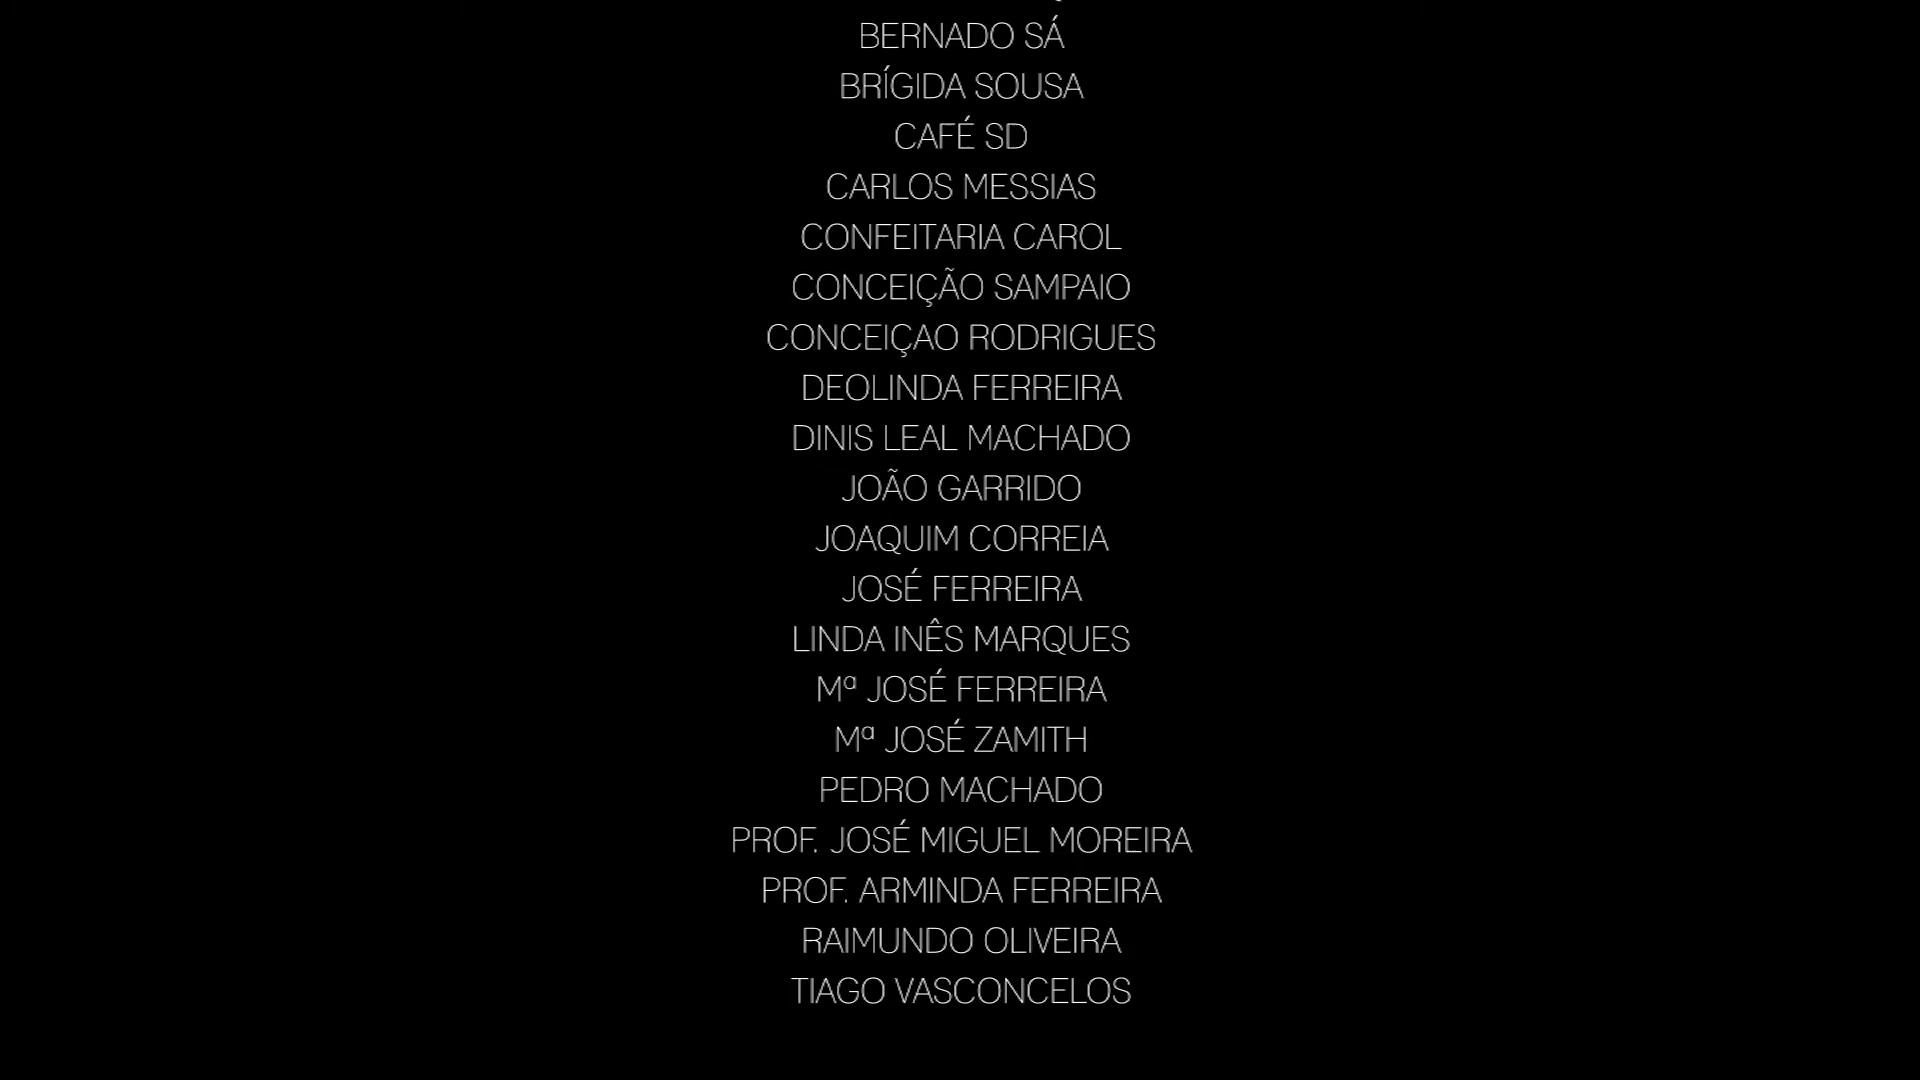 BERNADO SÁ
BRÍGIDA SOUSA
CAFÉ SD
CARLOS MESSIAS
CONFEITARIA CAROL
CONCEIÇÃO SAMPAIO
CONCEIÇAO RODRIGUES
DEOLINDA FERREIRA
DINIS LEAL MACHADO
JOÃO GARRIDO
JOAQUIM CORREIA
JOSÉ FERREIRA
LINDA INÊS MARQUES
Mª JOSÉ FERREIRA
Mª JOSÉ ZAMITH
PEDRO MACHADO
PROF. JOSÉ MIGUEL MOREIRA
PROF. ARMINDA FERREIRA
RAIMUNDO OLIVEIRA
TIAGO VASCONCELOS